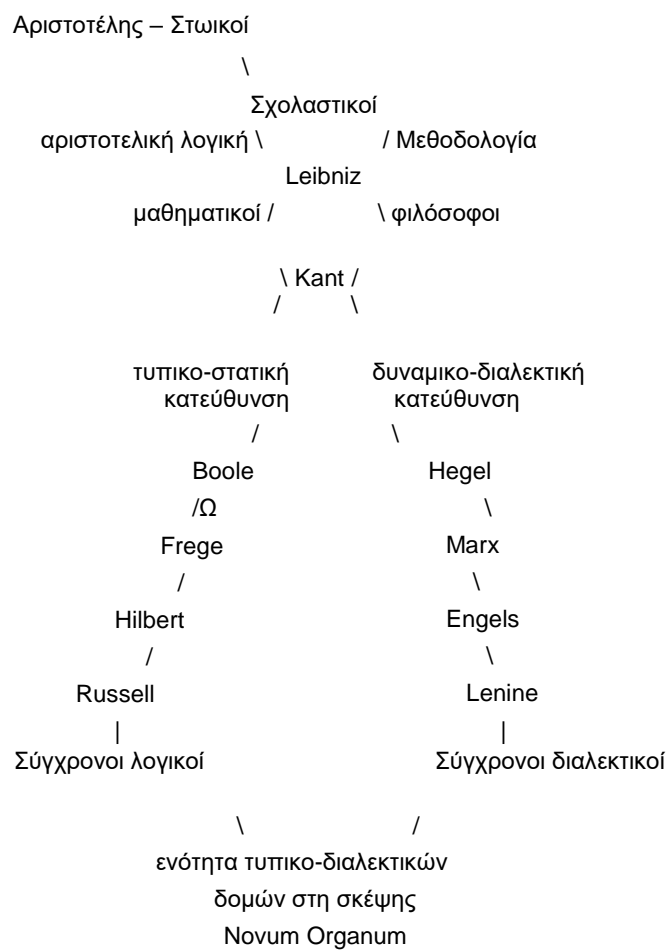 Αριστοτέλης – Στωικοί
\
Σχολαστικοί
αριστοτελική λογική \ / Μεθοδολογία
Leibniz
μαθηματικοί / \ φιλόσοφοι
\ Kant /
/ \
τυπικο-στατική δυναμικο-διαλεκτική
κατεύθυνση κατεύθυνση
/ \
Boole Hegel
/Ω \
Frege Marx
/ \
Hilbert Engels
/ \
Russell Lenine
| |
Σύγχρονοι λογικοί Σύγχρονοι διαλεκτικοί
\ /
ενότητα τυπικο-διαλεκτικών
δομών στη σκέψης
Novum Organum